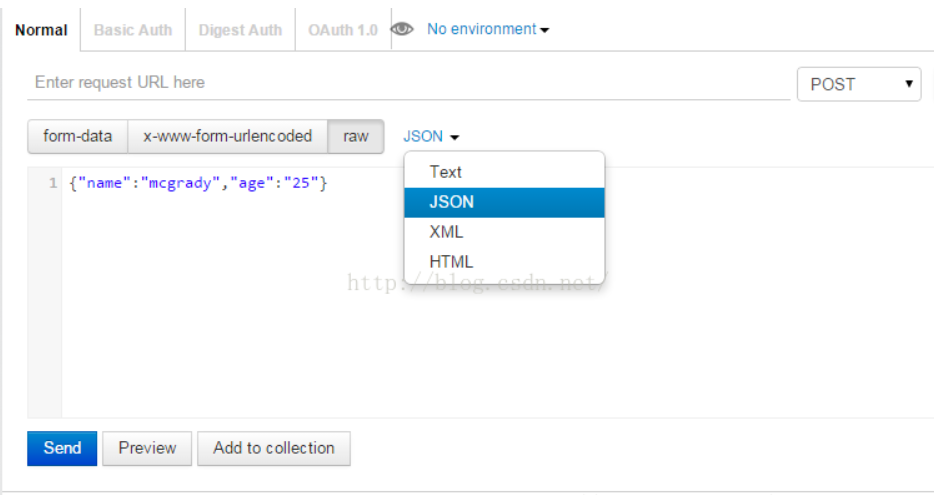 Normal Basic Auth Digest Auth OAuth 1.0 No environment
Enter request URL here POST
form-data x-www-form-urlencoded raw JSON
Text
1 {"name":"mcgrady","age":"25"}
JSON
XML
HTML
http://blog.csdn.net/
Send Preview Add to collection